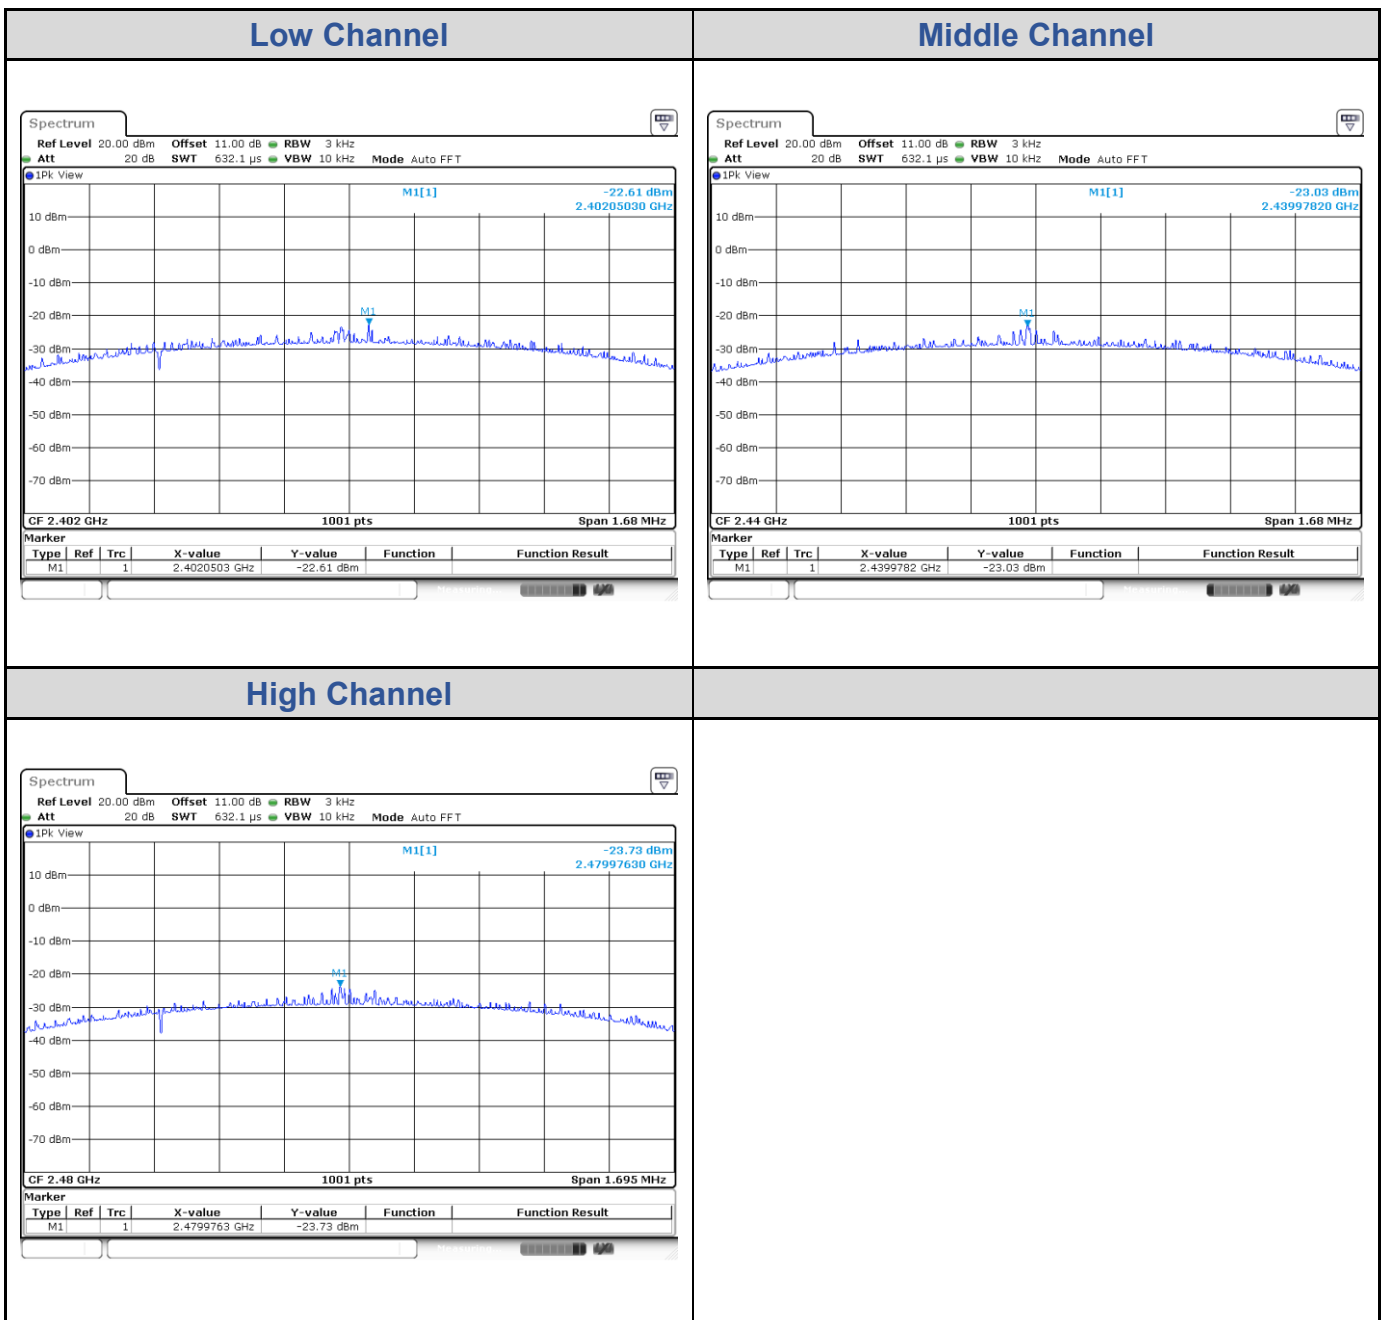 Low Channel
Middle Channel
Spectrum
Ref Level 20.00 dBm Offset 11.00 dB RBW 3 kHz
Att 20 dB SWT 632.1 µs VBW 10 kHz Mode Auto FFT
1Pk View
M1[1] -22.61 dBm
2.40205030 GHz
10 dBm
0 dBm
-10 dBm
-20 dBm
M1
-30 dBm
-40 dBm
-50 dBm
-60 dBm
-70 dBm
CF 2.402 GHz 1001 pts Span 1.68 MHz
Marker
Type Ref Trc X-value Y-value Function Function Result
M1 1 2.4020503 GHz -22.61 dBm
Measuring...
Spectrum
Ref Level 20.00 dBm Offset 11.00 dB RBW 3 kHz
Att 20 dB SWT 632.1 µs VBW 10 kHz Mode Auto FFT
1Pk View
M1[1] -23.03 dBm
2.43997820 GHz
10 dBm
0 dBm
-10 dBm
-20 dBm
M1
-30 dBm
-40 dBm
-50 dBm
-60 dBm
-70 dBm
CF 2.44 GHz 1001 pts Span 1.68 MHz
Marker
Type Ref Trc X-value Y-value Function Function Result
M1 1 2.4399782 GHz -23.03 dBm
Measuring...
High Channel
Spectrum
Ref Level 20.00 dBm Offset 11.00 dB RBW 3 kHz
Att 20 dB SWT 632.1 µs VBW 10 kHz Mode Auto FFT
1Pk View
M1[1] -23.73 dBm
2.47997630 GHz
10 dBm
0 dBm
-10 dBm
-20 dBm
M1
-30 dBm
-40 dBm
-50 dBm
-60 dBm
-70 dBm
CF 2.48 GHz 1001 pts Span 1.695 MHz
Marker
Type Ref Trc X-value Y-value Function Function Result
M1 1 2.4799763 GHz -23.73 dBm
Measuring...